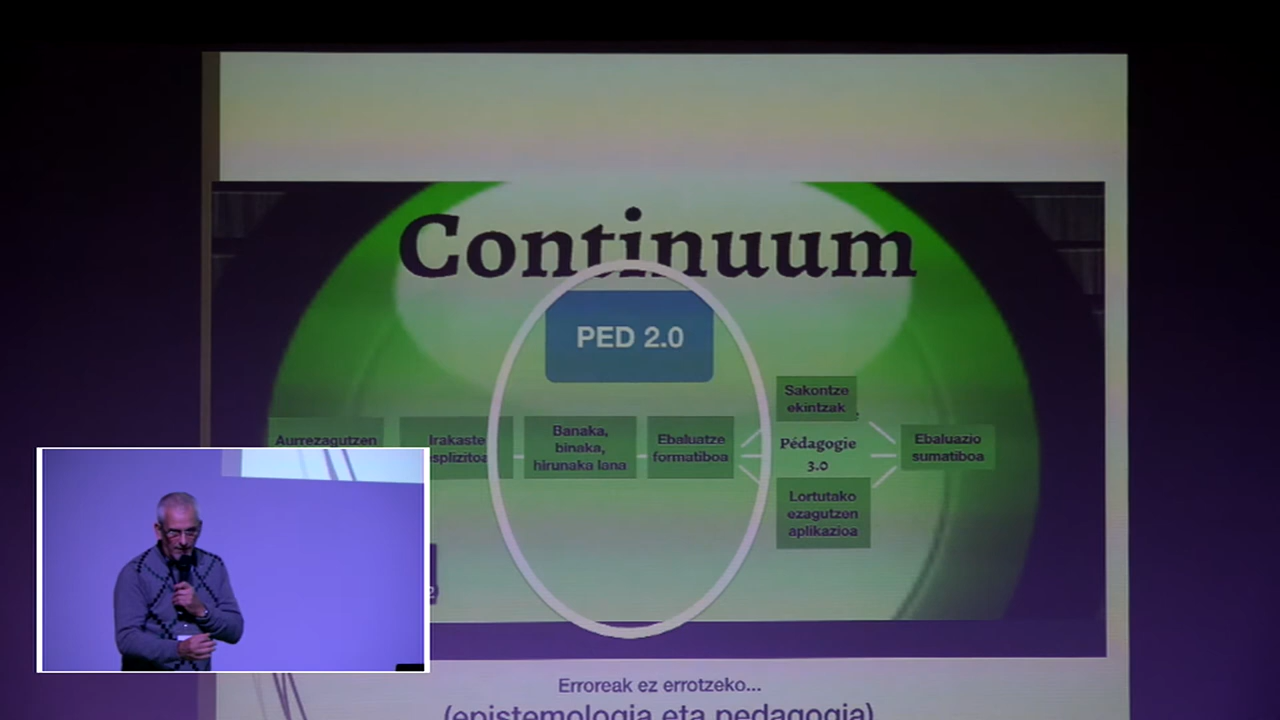 Continuum
PED 2.0
Aurrezagutzen
Irakaste
Banaka,
binaka,
hirunaka lana
Ebaluatze
formatiboa
Sakontze
ekintzak
Pédagogie
3.0
Lortutako
ezagutzen
aplikazioa
Ebaluazio
sumatiboa
Erroreak ez errotzeko...
(epistemologia eta pedagogia)